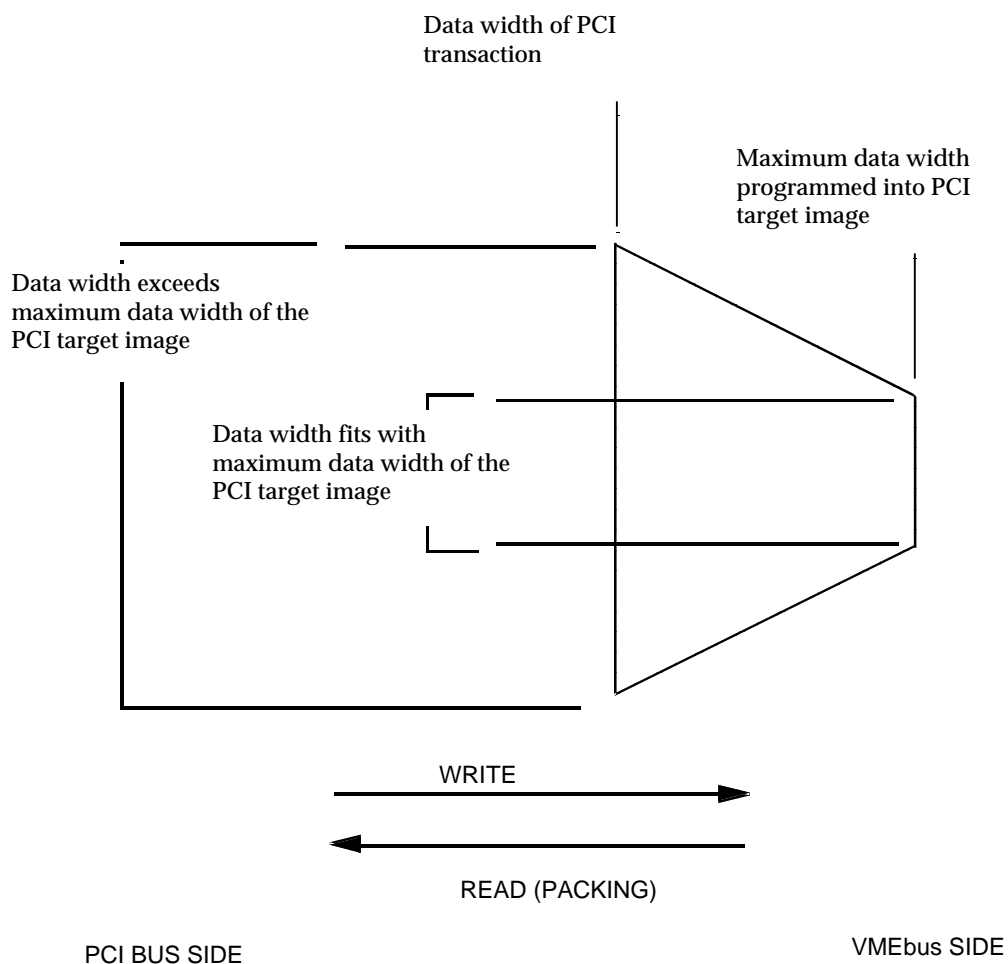 Data width of PCI
transaction
Maximum data width
programmed into PCI
target image
Data width exceeds
maximum data width of the
PCI target image
Data width fits with
maximum data width of the
PCI target image
WRITE
READ (PACKING)
PCI BUS SIDE
VMEbus SIDE